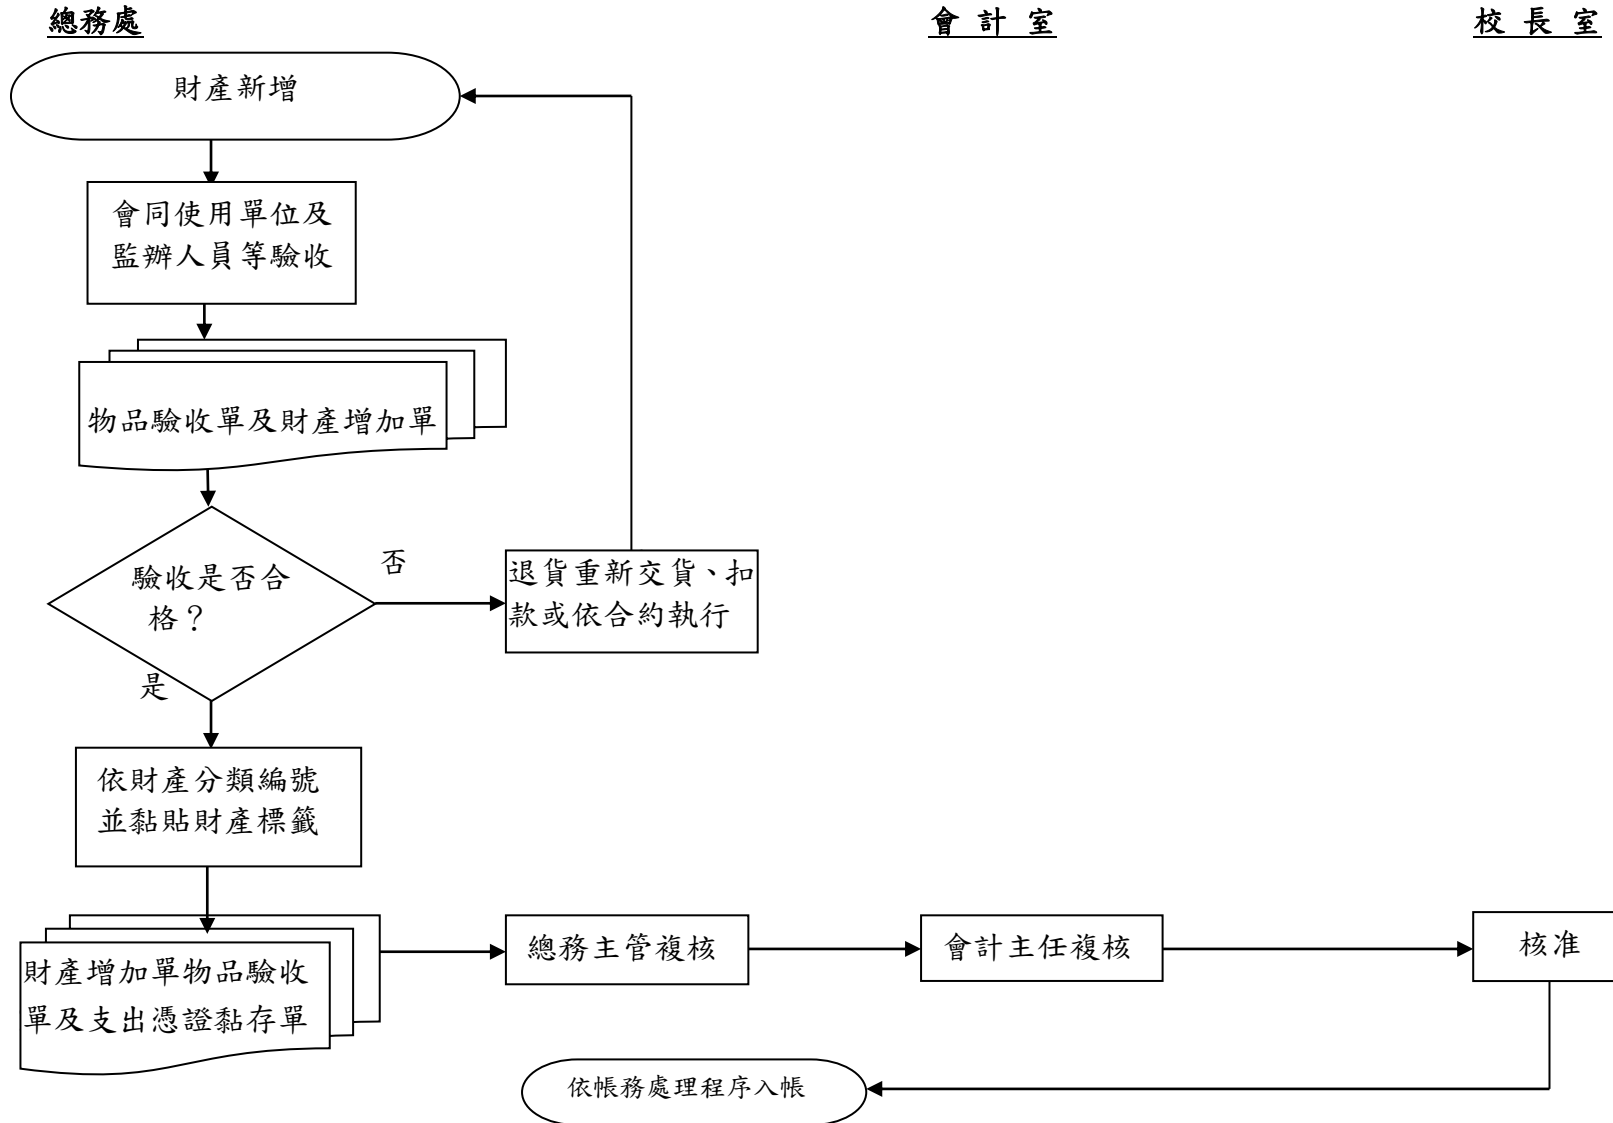 總務處
會 計 室
校 長 室
財產新增
會同使用單位及
監辦人員等驗收
物品驗收單及財產增加單
驗收是否合
格？
否
退貨重新交貨、扣
款或依合約執行
是
依財產分類編號
並黏貼財產標籤
財產增加單物品驗收
單及支出憑證黏存單
總務主管複核
會計主任複核
核准
依帳務處理程序入帳